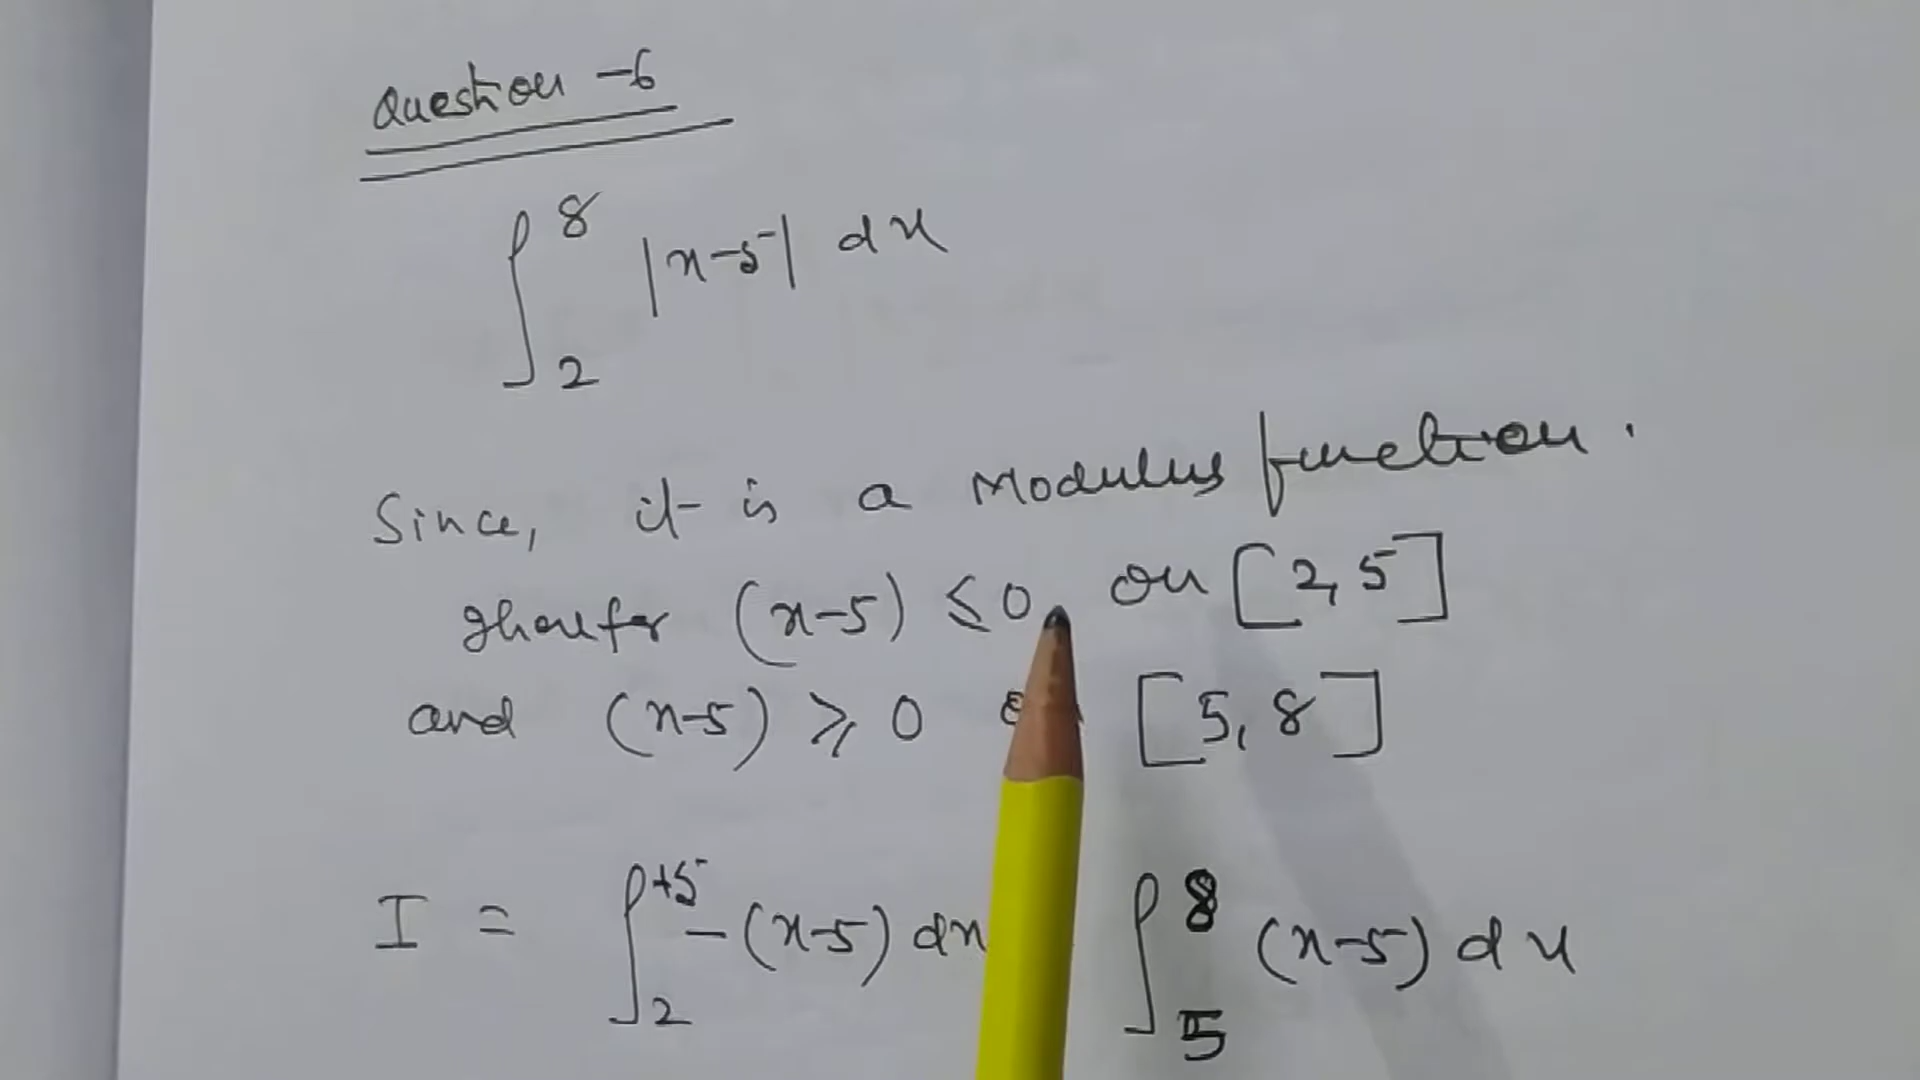 Question -6
∫₂⁸ |x-5| dx
Since, it is a Modulus function.
(x-5) ≤ 0, on [2, 5]
and (x-5) ≥ 0 [5, 8]
I = ∫₂⁺⁵ -(x-5) dx ∫₅⁸ (x-5) dx